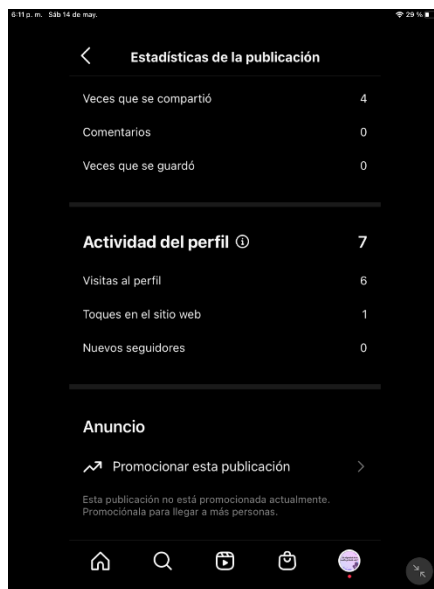 6:11 p. m. Sáb 14 de may.
29 %
Estadísticas de la publicación
Veces que se compartió 4
Comentarios 0
Veces que se guardó 0
Actividad del perfil 7
Visitas al perfil 6
Toques en el sitio web 1
Nuevos seguidores 0
Anuncio
Promocionar esta publicación
Esta publicación no está promocionada actualmente.
Promociónala para llegar a más personas.